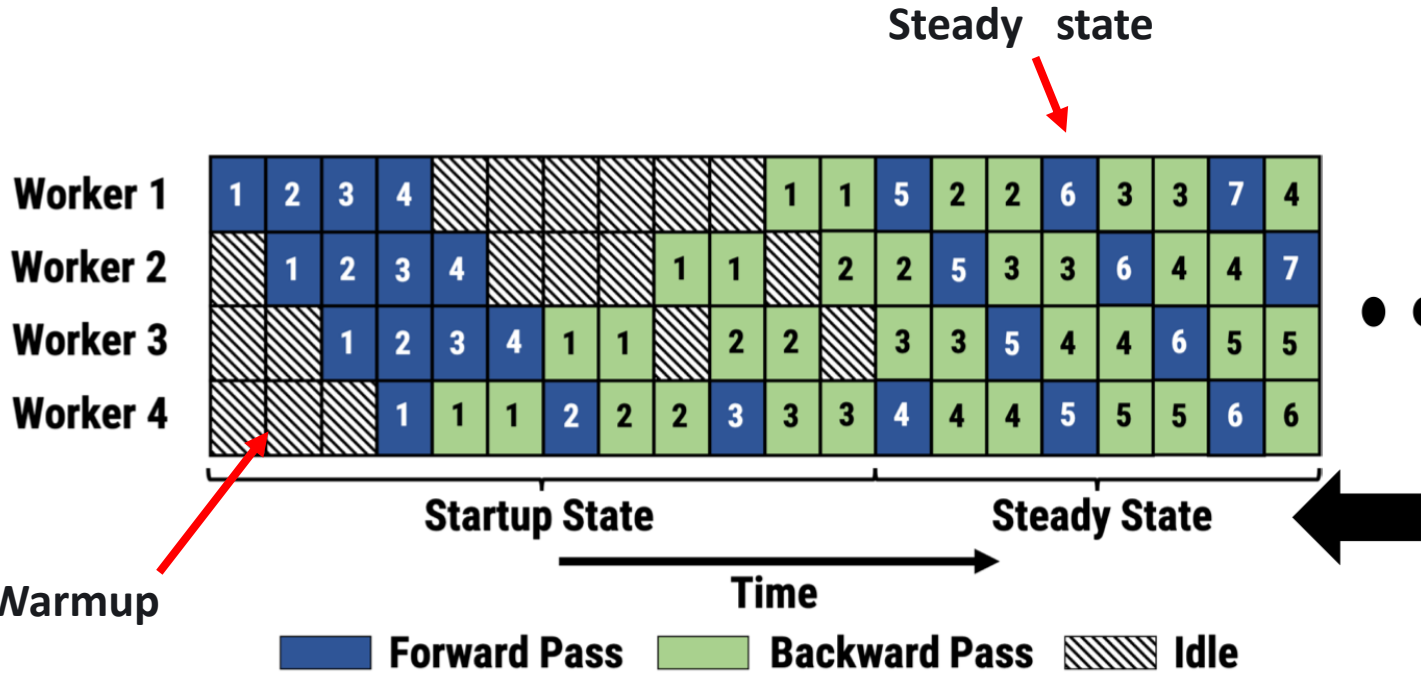 Steady state
Worker 1 1 2 3 4 1 1 5 2 2 6 3 3 7 4
Worker 2 1 2 3 4 1 1 2 2 5 3 3 6 4 4 7
Worker 3 1 2 3 4 1 1 2 2 3 3 5 4 4 6 5 5
Worker 4 1 1 1 2 2 2 3 3 3 4 4 4 5 5 5 6 6
Startup State Steady State
Time
Warmup
Forward Pass Backward Pass Idle